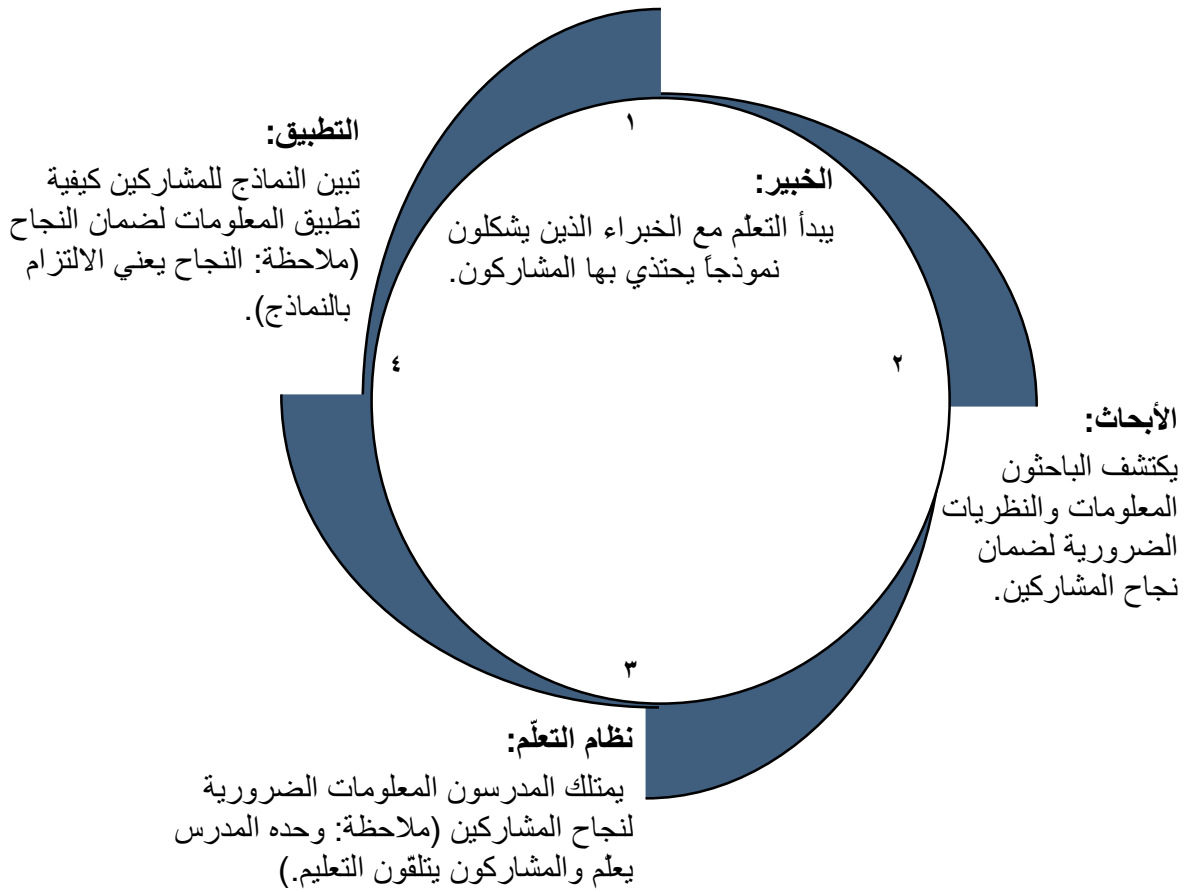 ١
الخبير:
يبدأ التعلّم مع الخبراء الذين يشكلون
نموذجاً يحتذي بها المشاركون.
٢
الأبحاث:
يكتشف الباحثون
المعلومات والنظريات
الضرورية لضمان
نجاح المشاركين.
٣
نظام التعلّم:
يمتلك المدرسون المعلومات الضرورية
لنجاح المشاركين (ملاحظة: وحده المدرس
يعلّم والمشاركون يتلقّون التعليم.)
٤
التطبيق:
تبين النماذج للمشاركين كيفية
تطبيق المعلومات لضمان النجاح
(ملاحظة: النجاح يعني الالتزام
بالنماذج).